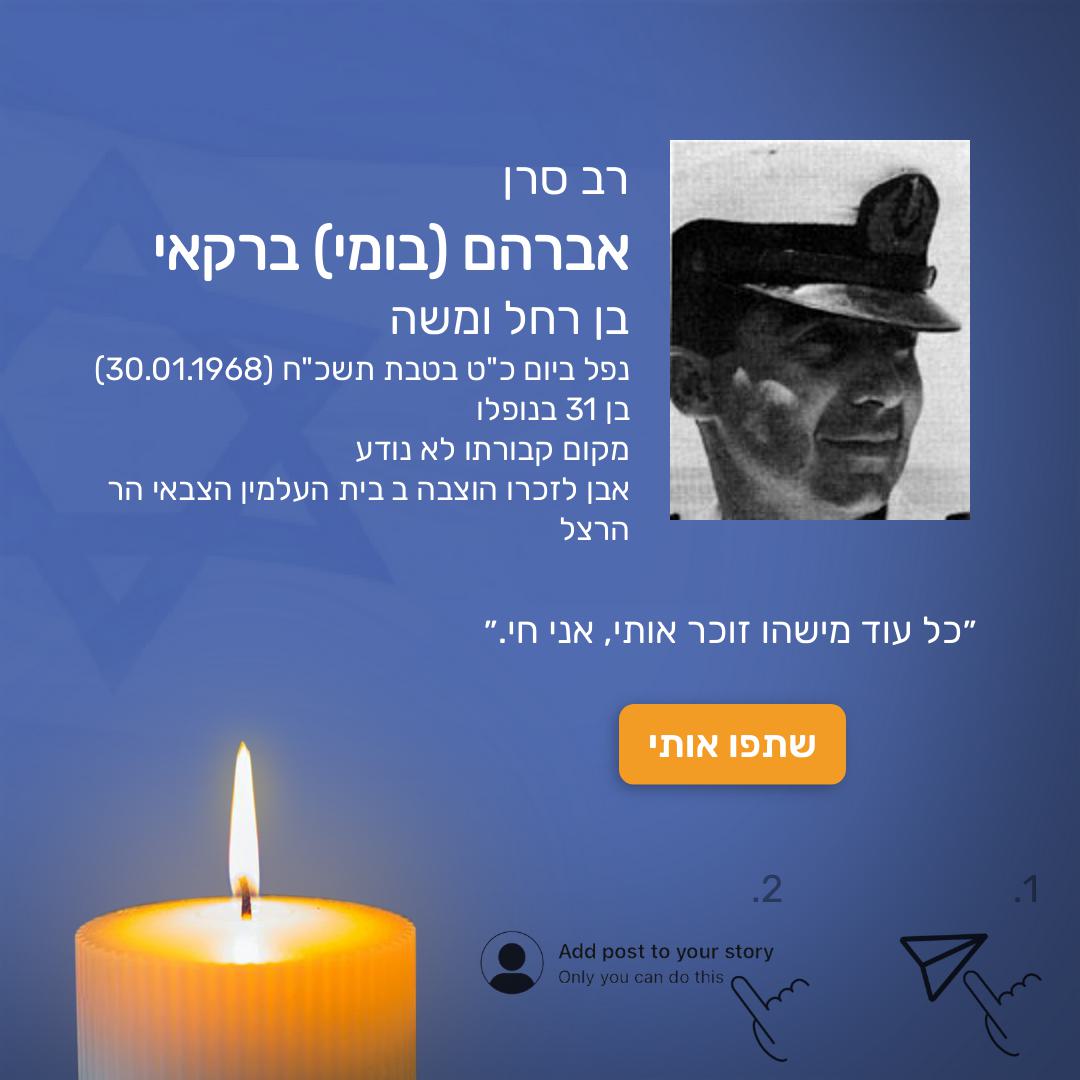 רב סרן
אברהם (בומי) ברקאי
בן רחל ומשה
נפל ביום כ"ט בטבת תשכ"ח (30.01.1968)
בן 31 בנופלו
מקום קבורתו לא נודע
אבן לזכרו הוצבה ב בית העלמין הצבאי הר
הרצל
״כל עוד מישהו זוכר אותי, אני חי.״
שתפו אותי
1.
2.
Add post to your story
Only you can do this